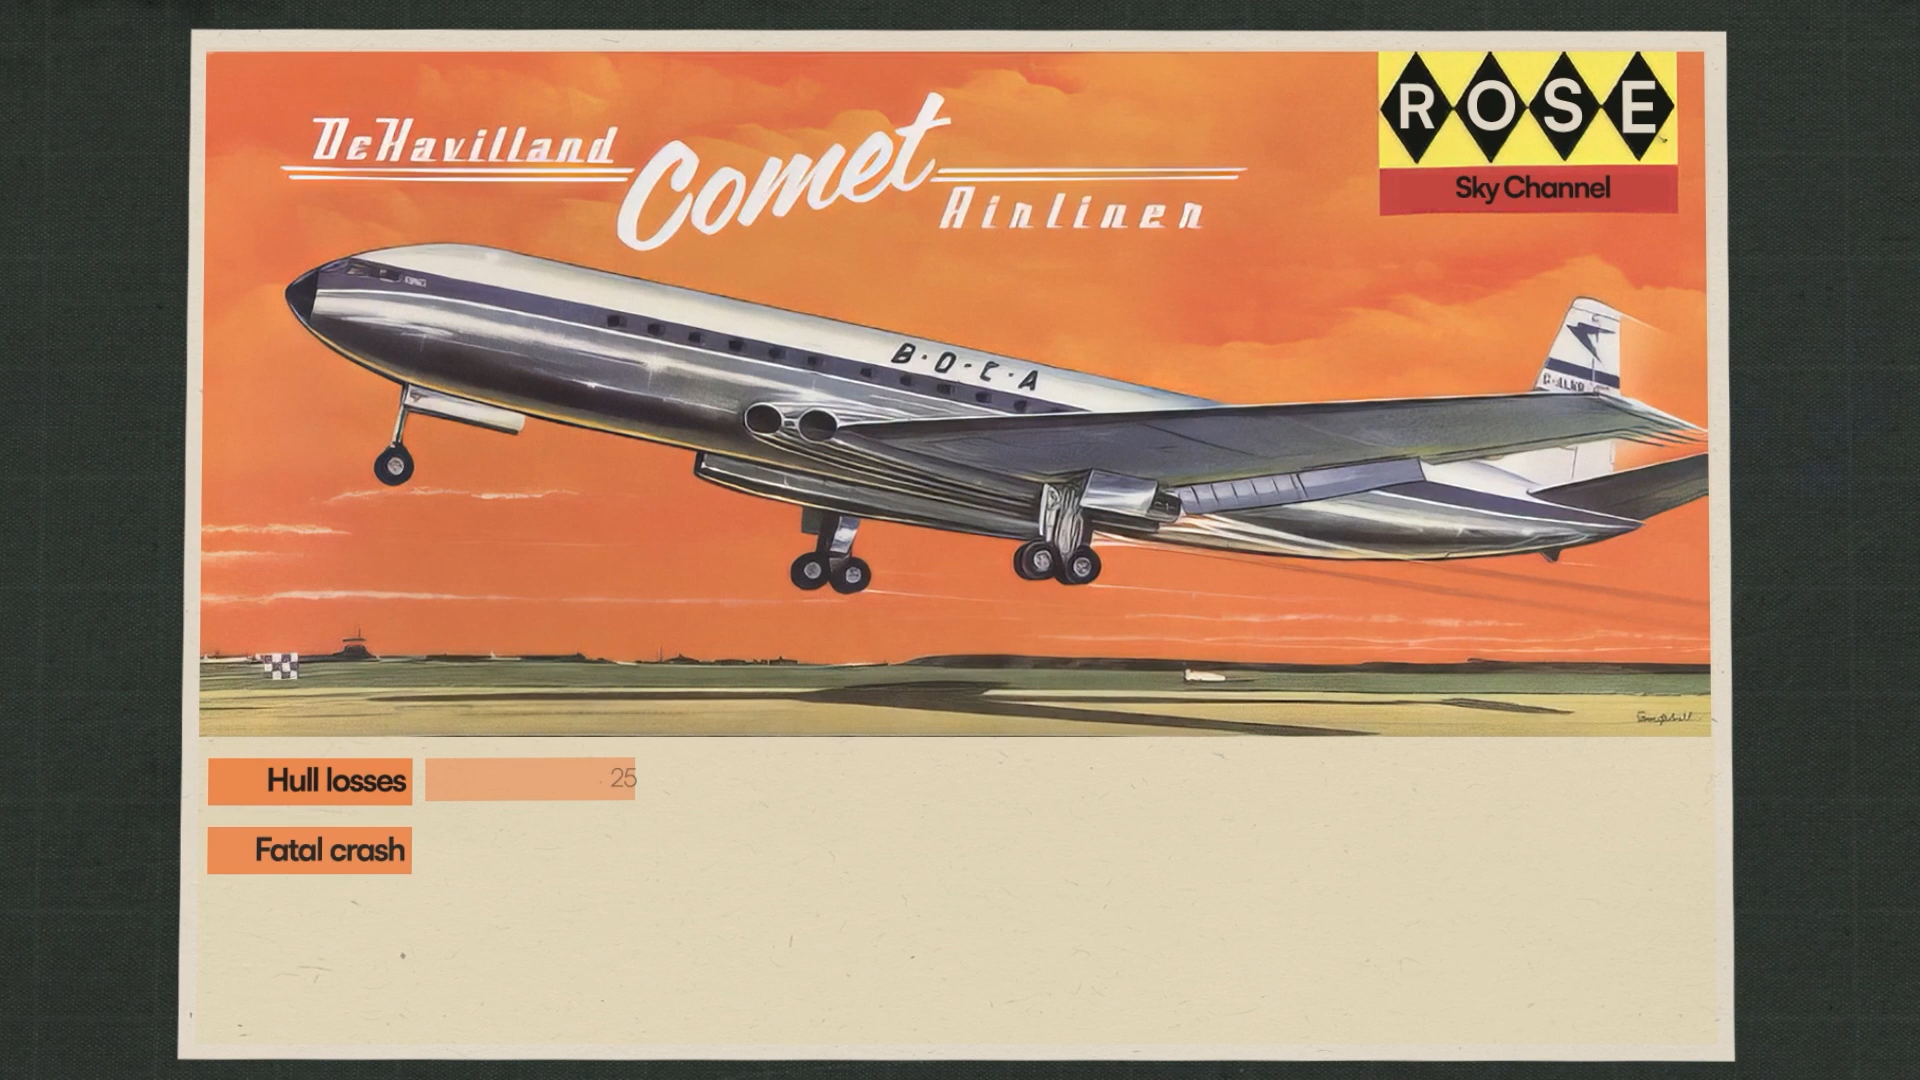 DeHavilland
Comet
Airliner
ROSE
Sky Channel
B·O·C·A
Hull losses
25
Fatal crash